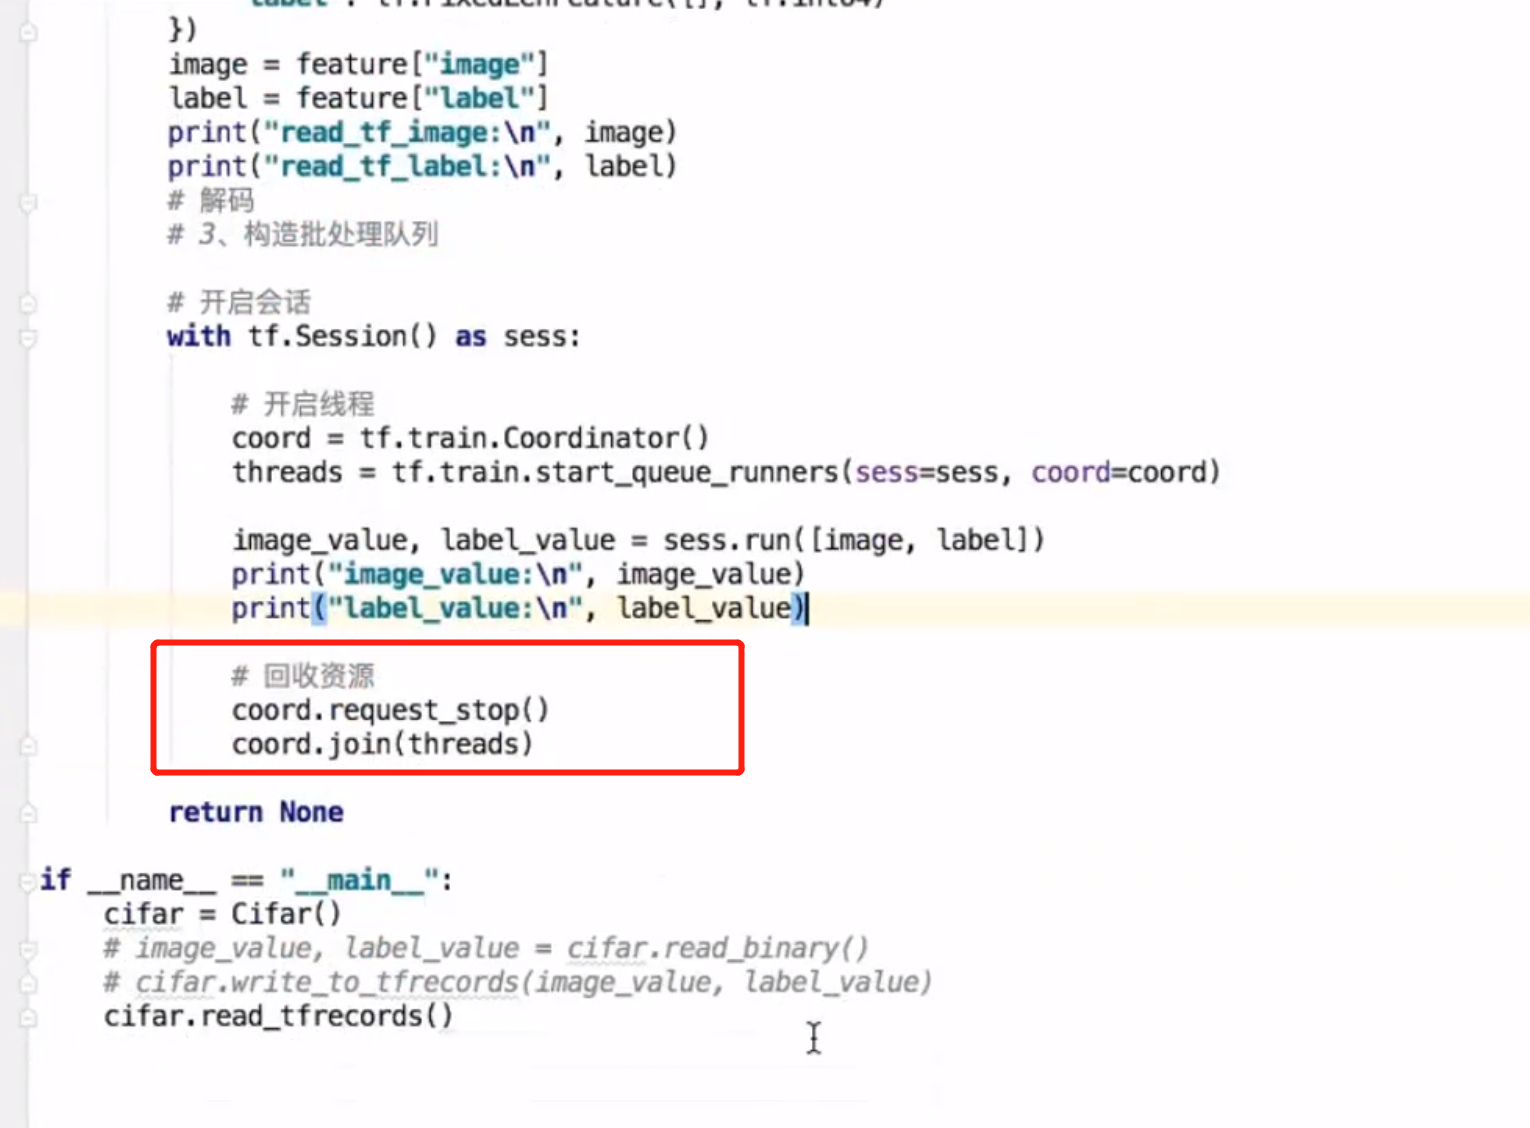 })
image = feature["image"]
label = feature["label"]
print("read_tf_image:\n", image)
print("read_tf_label:\n", label)
# 解码
# 3、构造批处理队列
# 开启会话
with tf.Session() as sess:
# 开启线程
coord = tf.train.Coordinator()
threads = tf.train.start_queue_runners(sess=sess, coord=coord)
image_value, label_value = sess.run([image, label])
print("image_value:\n", image_value)
print("label_value:\n", label_value)
# 回收资源
coord.request_stop()
coord.join(threads)
return None
if __name__ == "__main__":
cifar = Cifar()
# image_value, label_value = cifar.read_binary()
# cifar.write_to_tfrecords(image_value, label_value)
cifar.read_tfrecords()